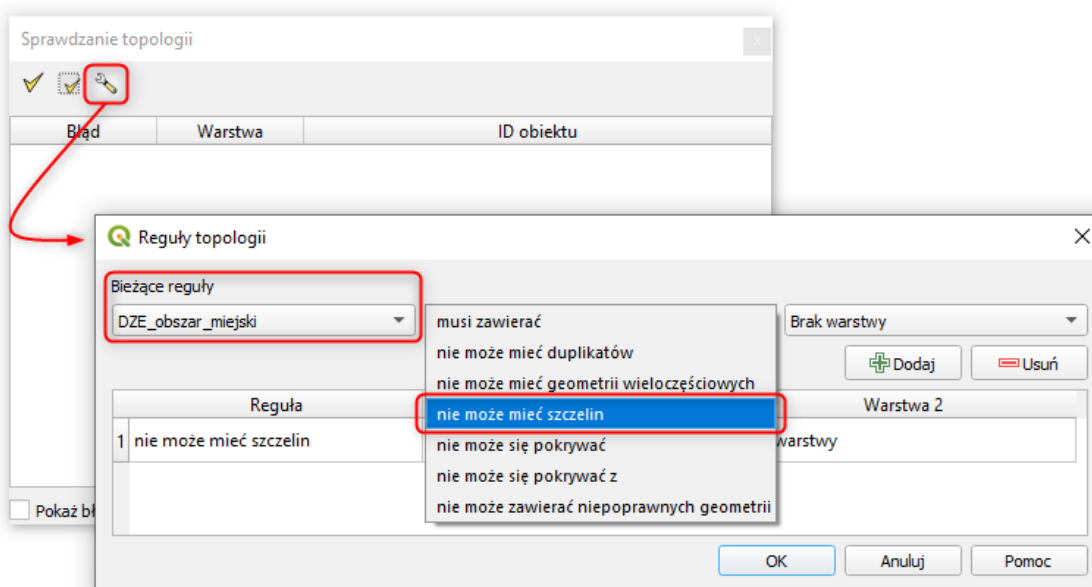 Sprawdzanie topologii
x
Błąd Warstwa ID obiektu
Reguły topologii
Bieżące reguły
DZE_obszar_miejski
musi zawierać
nie może mieć duplikatów
nie może mieć geometrii wieloczęściowych
nie może mieć szczelin
nie może się pokrywać
nie może się pokrywać z
nie może zawierać niepoprawnych geometrii
Brak warstwy
Dodaj Usuń
Reguła Warstwa 2
1 nie może mieć szczelin warstwy
Pokaż bł
OK Anuluj Pomoc